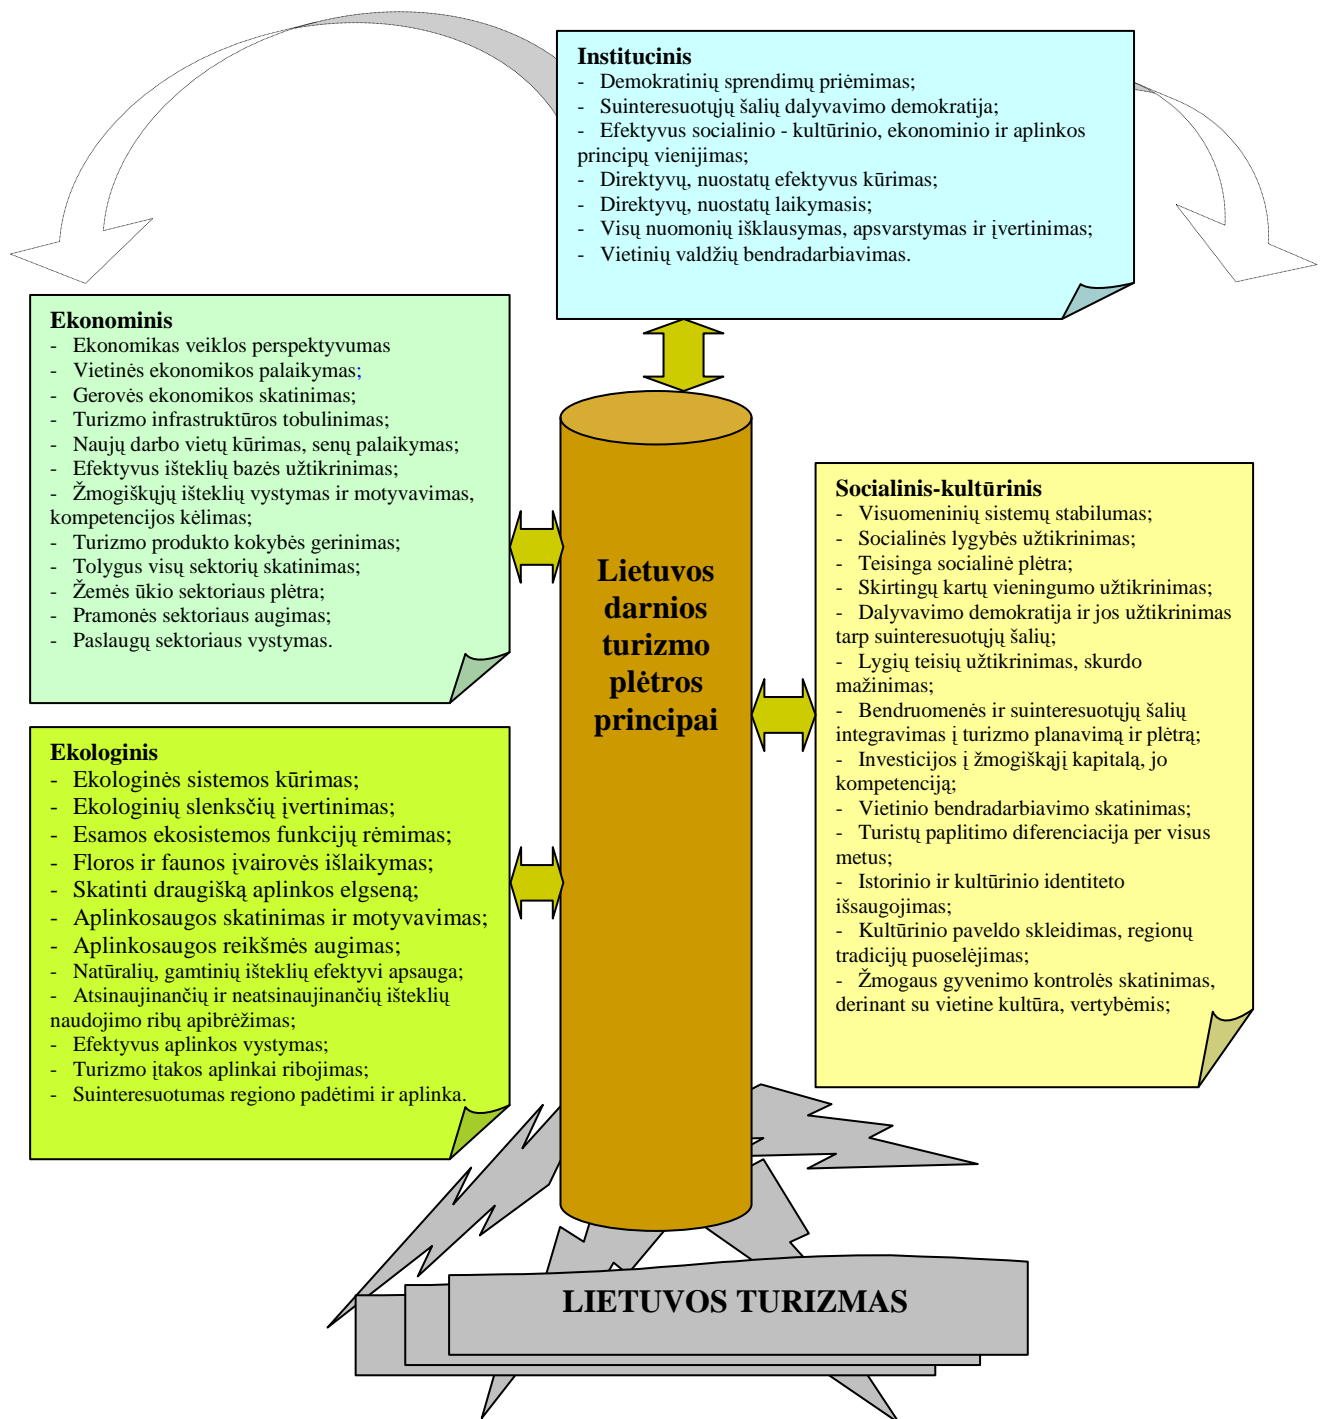 Institucinis
- Demokratinių sprendimų priėmimas;
- Suinteresuotųjų šalių dalyvavimo demokratija;
- Efektyvus socialinio - kultūrinio, ekonominio ir aplinkos
principų vienijimas;
- Direktyvų, nuostatų efektyvus kūrimas;
- Direktyvų, nuostatų laikymasis;
- Visų nuomonių išklausymas, apsvarstymas ir įvertinimas;
- Vietinių valdžių bendradarbiavimas.
Ekonominis
- Ekonomikas veiklos perspektyvumas
- Vietinės ekonomikos palaikymas;
- Gerovės ekonomikos skatinimas;
- Turizmo infrastruktūros tobulinimas;
- Naujų darbo vietų kūrimas, senų palaikymas;
- Efektyvus išteklių bazės užtikrinimas;
- Žmogiškųjų išteklių vystymas ir motyvavimas,
kompetencijos kėlimas;
- Turizmo produkto kokybės gerinimas;
- Tolygus visų sektorių skatinimas;
- Žemės ūkio sektoriaus plėtra;
- Pramonės sektoriaus augimas;
- Paslaugų sektoriaus vystymas.
Lietuvos
darnios
turizmo
plėtros
principai
Socialinis-kultūrinis
- Visuomeninių sistemų stabilumas;
- Socialinės lygybės užtikrinimas;
- Teisinga socialinė plėtra;
- Skirtingų kartų vieningumo užtikrinimas;
- Dalyvavimo demokratija ir jos užtikrinimas
tarp suinteresuotųjų šalių;
- Lygių teisių užtikrinimas, skurdo
mažinimas;
- Bendruomenės ir suinteresuotųjų šalių
integravimas į turizmo planavimą ir plėtrą;
- Investicijos į žmogiškąjį kapitalą, jo
kompetenciją;
- Vietinio bendradarbiavimo skatinimas;
- Turistų paplitimo diferenciacija per visus
metus;
- Istorinio ir kultūrinio identiteto
išsaugojimas;
- Kultūrinio paveldo skleidimas, regionų
tradicijų puoselėjimas;
- Žmogaus gyvenimo kontrolės skatinimas,
derinant su vietine kultūra, vertybėmis;
Ekologinis
- Ekologinės sistemos kūrimas;
- Ekologinių slenksčių įvertinimas;
- Esamos ekosistemos funkcijų rėmimas;
- Floros ir faunos įvairovės išlaikymas;
- Skatinti draugišką aplinkos elgseną;
- Aplinkosaugos skatinimas ir motyvavimas;
- Aplinkosaugos reikšmės augimas;
- Natūralių, gamtinių išteklių efektyvi apsauga;
- Atsinaujinančių ir neatsinaujinančių išteklių
naudojimo ribų apibrėžimas;
- Efektyvus aplinkos vystymas;
- Turizmo įtakos aplinkai ribojimas;
- Suinteresuotumas regiono padėtimi ir aplinka.
LIETUVOS TURIZMAS